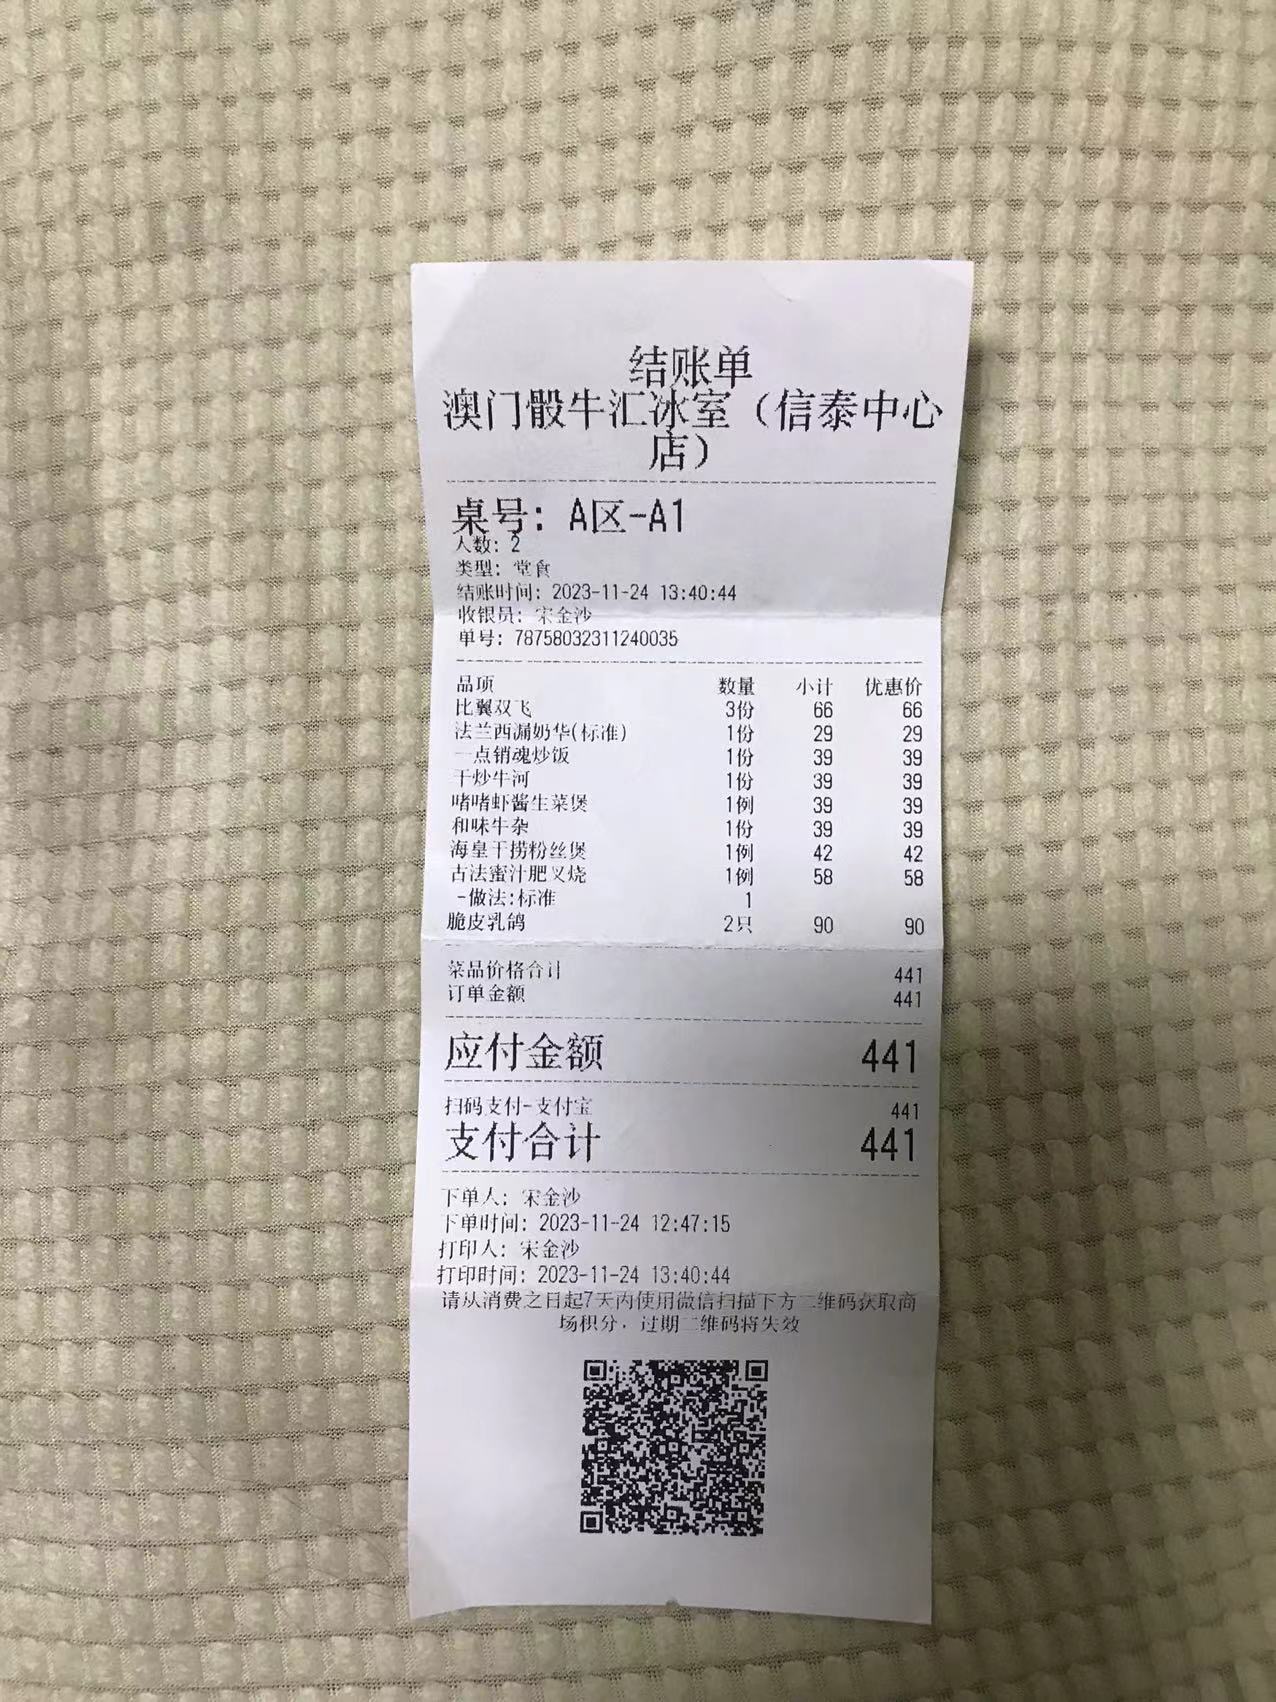 结账单
澳门骰牛汇冰室（信泰中心
店）
桌号：A区-A1
人数：2
类型：堂食
结账时间：2023-11-24 13:40:44
收银员：宋金沙
单号：78758032311240035
品项 数量 小计 优惠价
比翼双飞 3份 66 66
法兰西漏奶华(标准) 1份 29 29
一点销魂炒饭 1份 39 39
干炒牛河 1份 39 39
啫啫虾酱生菜煲 1例 39 39
和味牛杂 1份 39 39
海皇干捞粉丝煲 1例 42 42
古法蜜汁肥叉烧 1例 58 58
-做法:标准 1
脆皮乳鸽 2只 90 90
菜品价格合计 441
订单金额 441
应付金额 441
扫码支付-支付宝 441
支付合计 441
下单人：宋金沙
下单时间：2023-11-24 12:47:15
打印人：宋金沙
打印时间：2023-11-24 13:40:44
请从消费之日起7天内使用微信扫描下方二维码获取商
场积分，过期二维码将失效